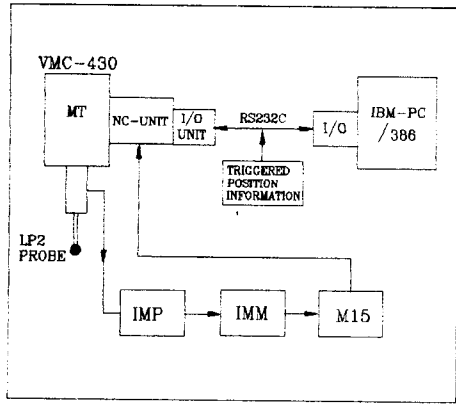 VMC-430
MT
NC-UNIT
I/O
UNIT
RS232C
I/O
IBM-PC
/386
TRIGGERED
POSITION
INFORMATION
LP2
PROBE
IMP
IMM
M15